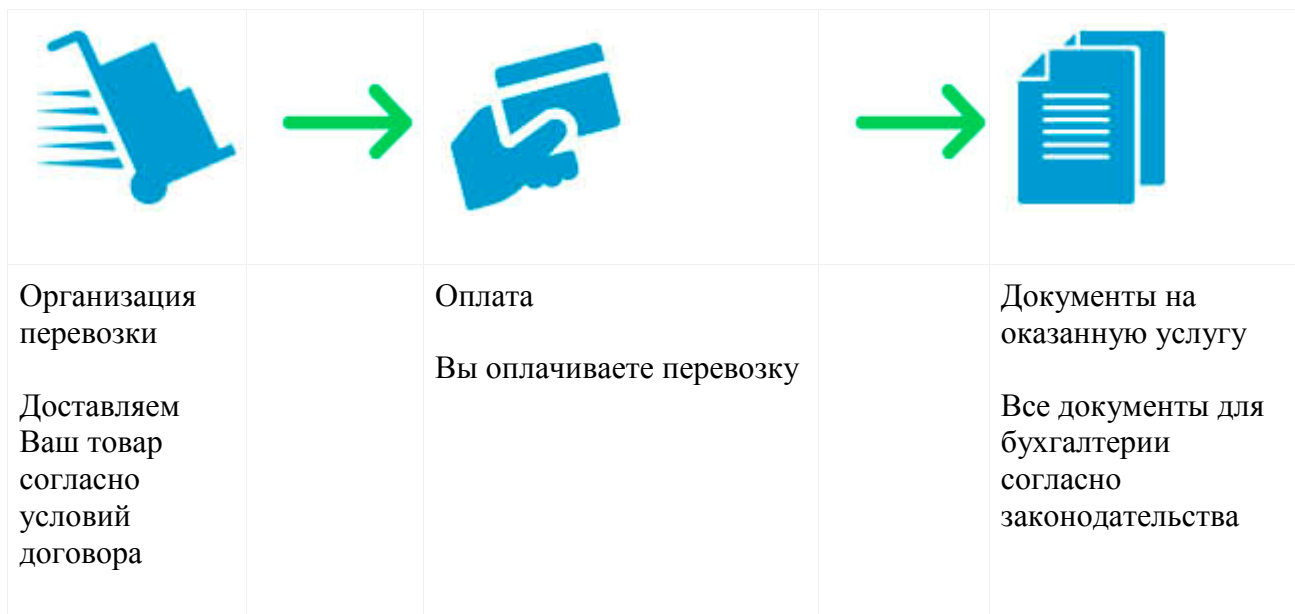 Организация
перевозки
Доставляем
Ваш товар
согласно
условий
договора
Оплата
Вы оплачиваете перевозку
Документы на
оказанную услугу
Все документы для
бухгалтерии
согласно
законодательства